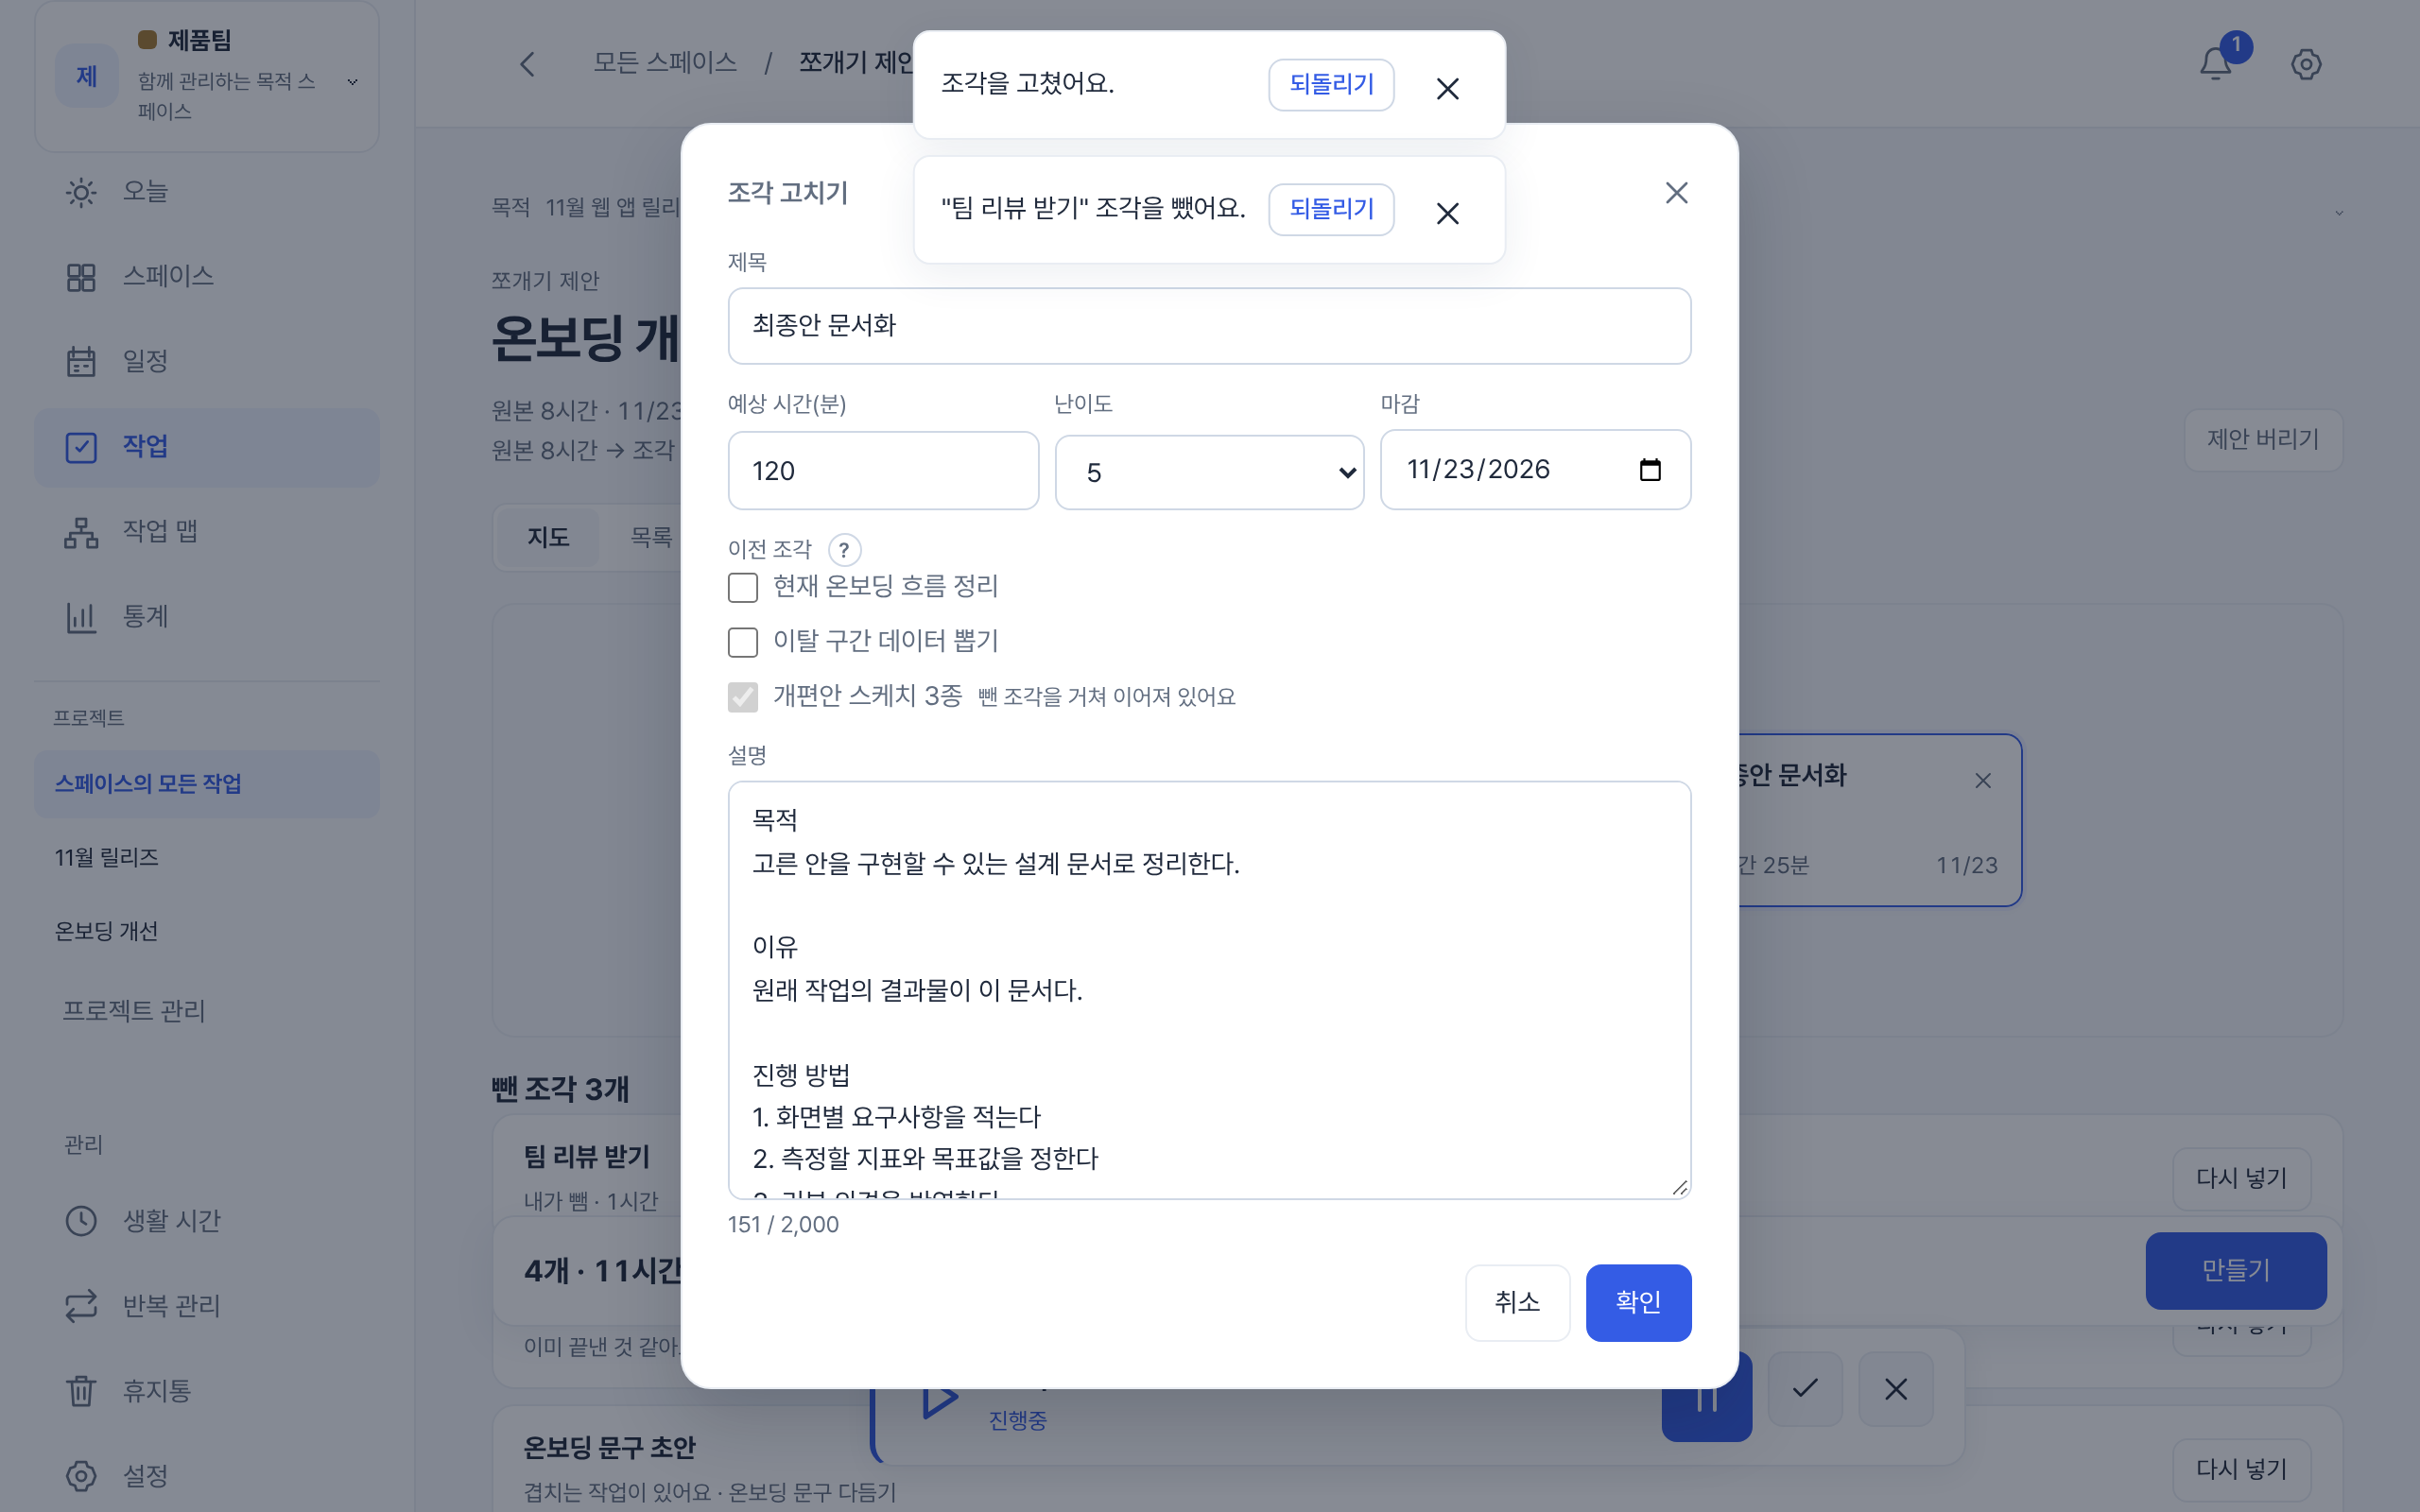 제
제품팀
함께 관리하는 목적 스
페이스
오늘
스페이스
일정
작업
작업 맵
통계
프로젝트
스페이스의 모든 작업
11월 릴리즈
온보딩 개선
프로젝트 관리
관리
생활 시간
반복 관리
휴지통
설정
모든 스페이스 / 쪼개기 제안
1
목적 11월 웹 앱 릴리
쪼개기 제안
온보딩 개
원본 8시간 · 11/23
원본 8시간 → 조각
제안 버리기
지도 목록
조각을 고쳤어요. 되돌리기
"팀 리뷰 받기" 조각을 뺐어요. 되돌리기
조각 고치기
제목
최종안 문서화
예상 시간(분) 난이도 마감
120 5 11/23/2026
이전 조각 ?
현재 온보딩 흐름 정리
이탈 구간 데이터 뽑기
개편안 스케치 3종 뺀 조각을 거쳐 이어져 있어요
설명
목적
고른 안을 구현할 수 있는 설계 문서로 정리한다.
이유
원래 작업의 결과물이 이 문서다.
진행 방법
1. 화면별 요구사항을 적는다
2. 측정할 지표와 목표값을 정한다
151 / 2,000
취소 확인
종안 문서화
간 25분 11/23
뺀 조각 3개
팀 리뷰 받기
내가 뺌 · 1시간
다시 넣기
4개 · 11시간
만들기
이미 끝낸 것 같아
진행중
온보딩 문구 초안
겹치는 작업이 있어요 · 온보딩 문구 다듬기
다시 넣기